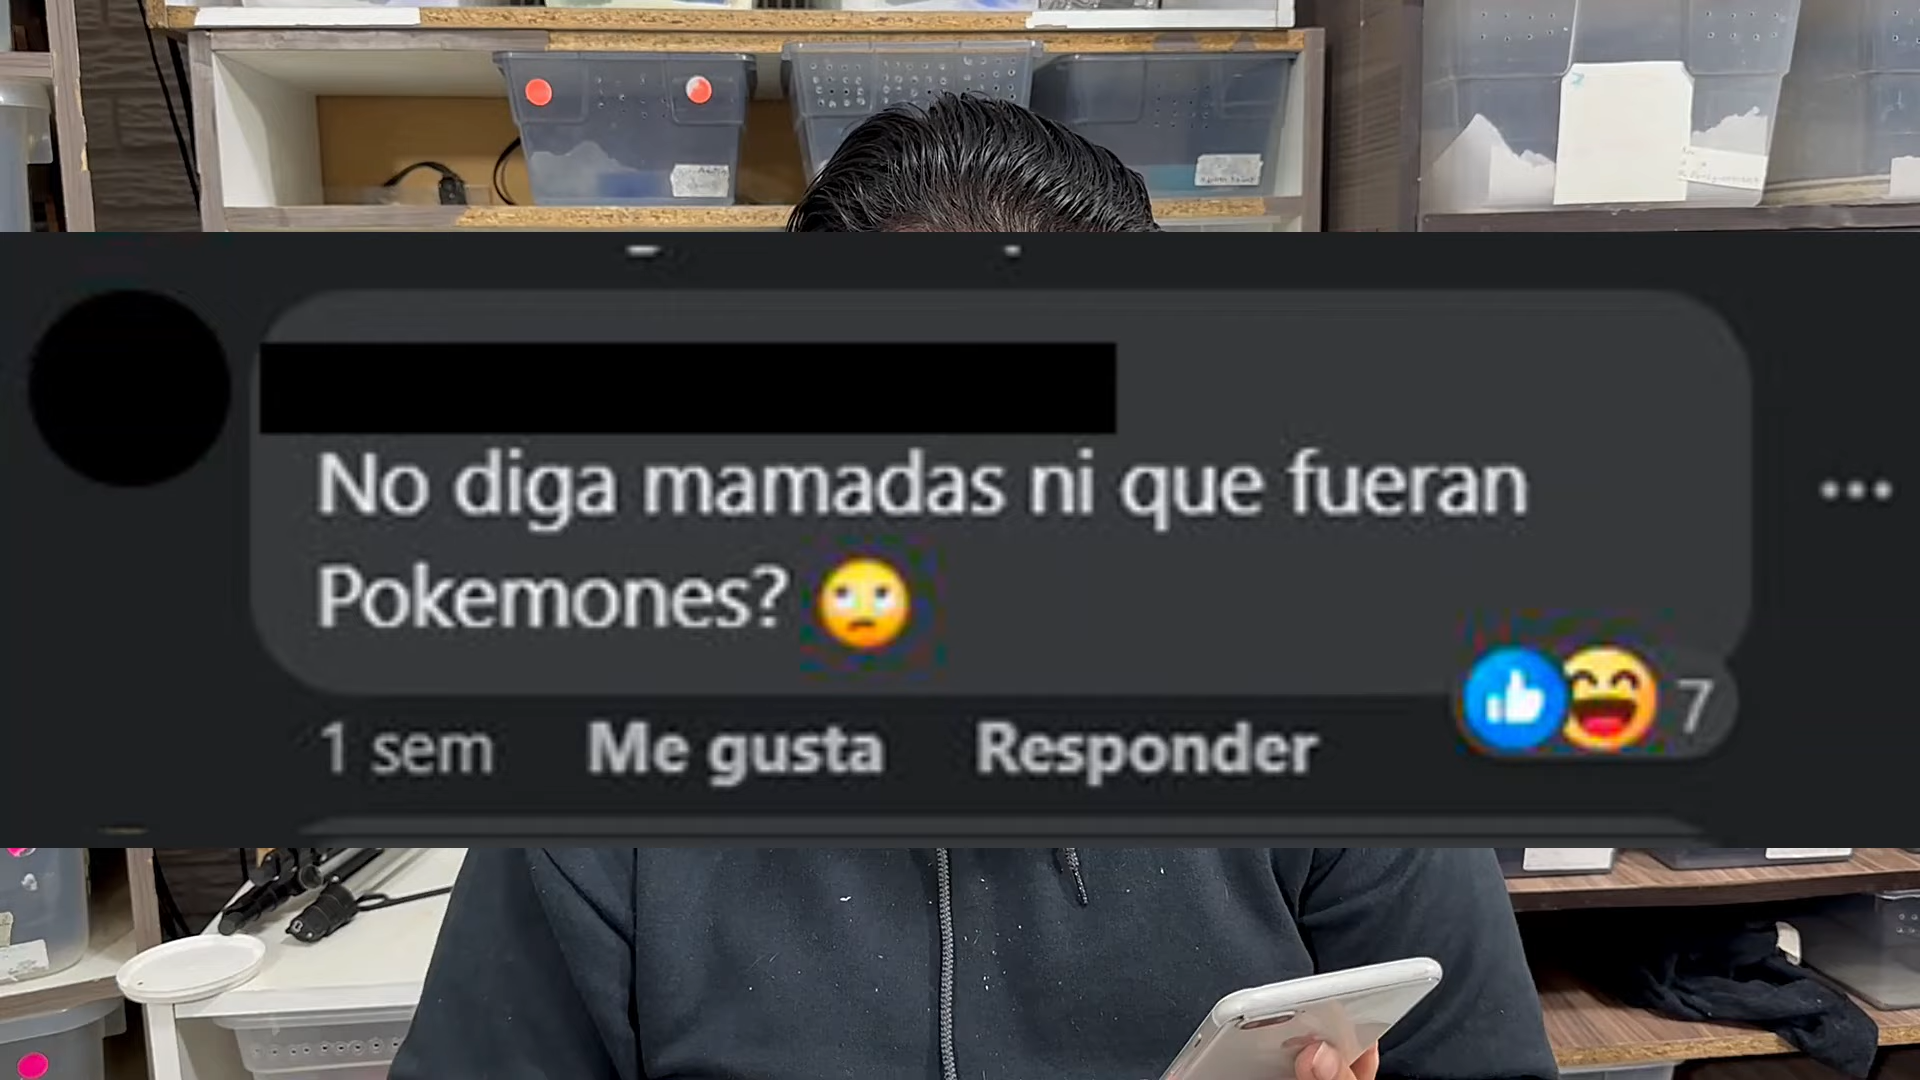 No diga mamadas ni que fueran
Pokemones? 🙄
1 sem Me gusta Responder
7